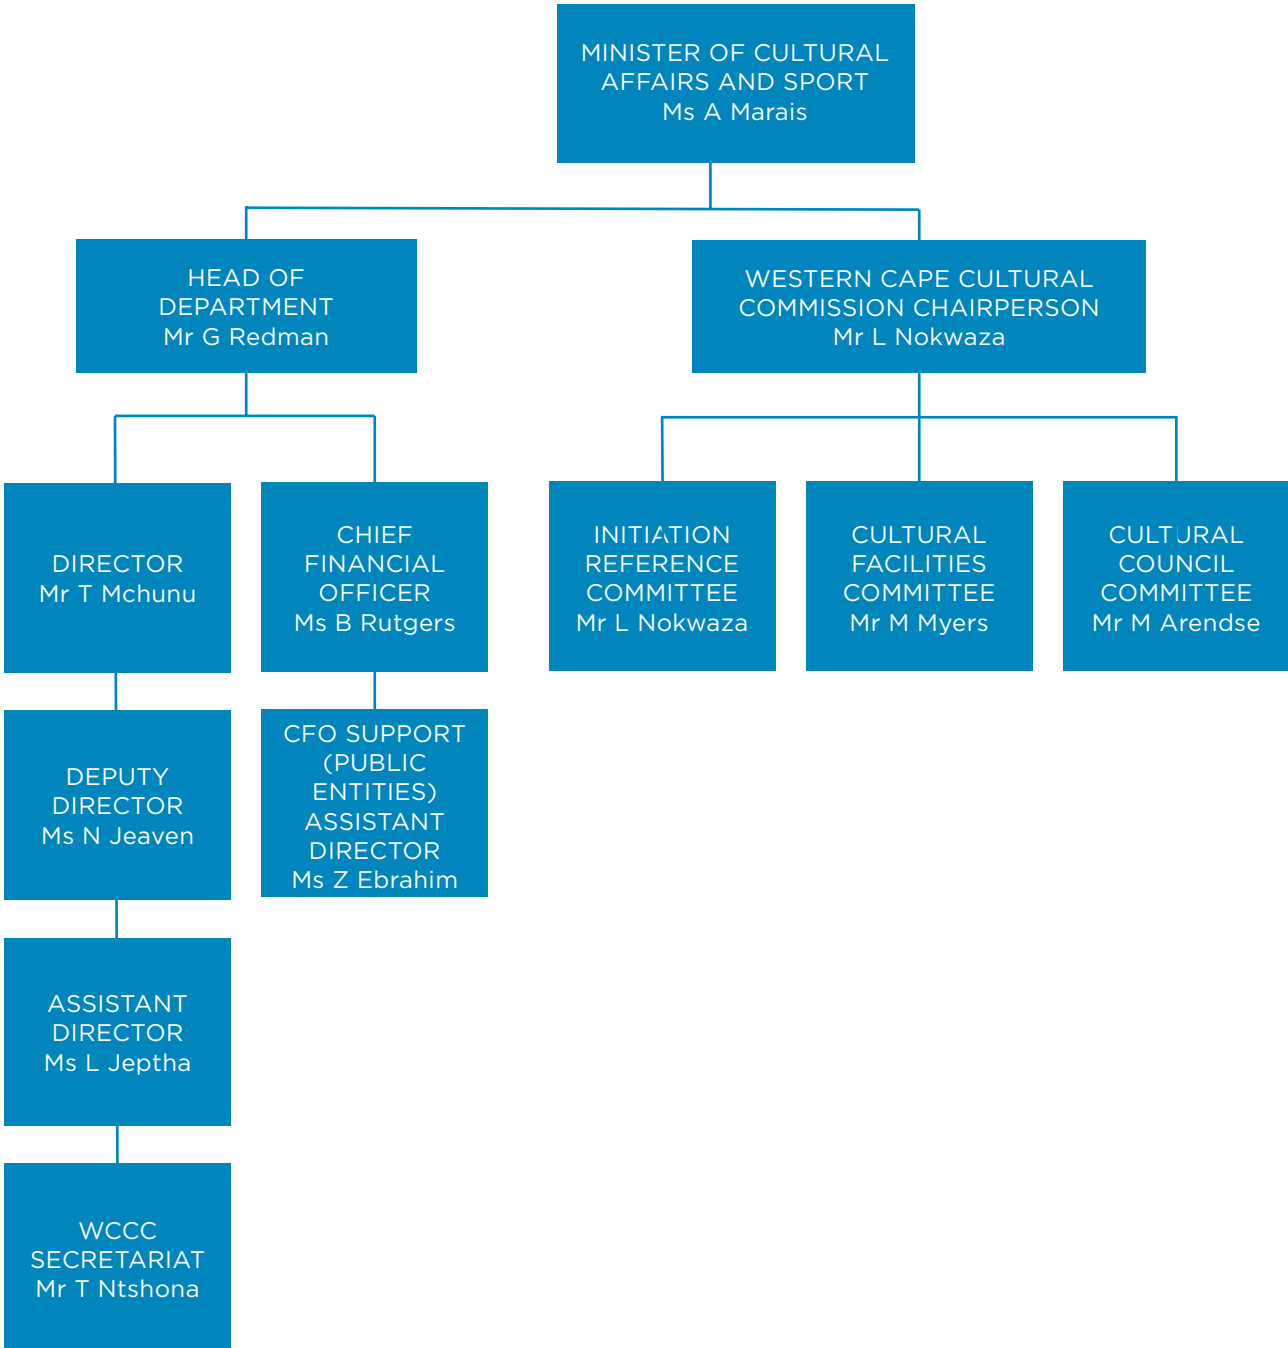 MINISTER OF CULTURAL
AFFAIRS AND SPORT
Ms A Marais
HEAD OF
DEPARTMENT
Mr G Redman
WESTERN CAPE CULTURAL
COMMISSION CHAIRPERSON
Mr L Nokwaza
DIRECTOR
Mr T Mchunu
CHIEF
FINANCIAL
OFFICER
Ms B Rutgers
INITIATION
REFERENCE
COMMITTEE
Mr L Nokwaza
CULTURAL
FACILITIES
COMMITTEE
Mr M Myers
CULTURAL
COUNCIL
COMMITTEE
Mr M Arendse
DEPUTY
DIRECTOR
Ms N Jeaven
CFO SUPPORT
(PUBLIC
ENTITIES)
ASSISTANT
DIRECTOR
Ms Z Ebrahim
ASSISTANT
DIRECTOR
Ms L Jeptha
WCCC
SECRETARIAT
Mr T Ntshona